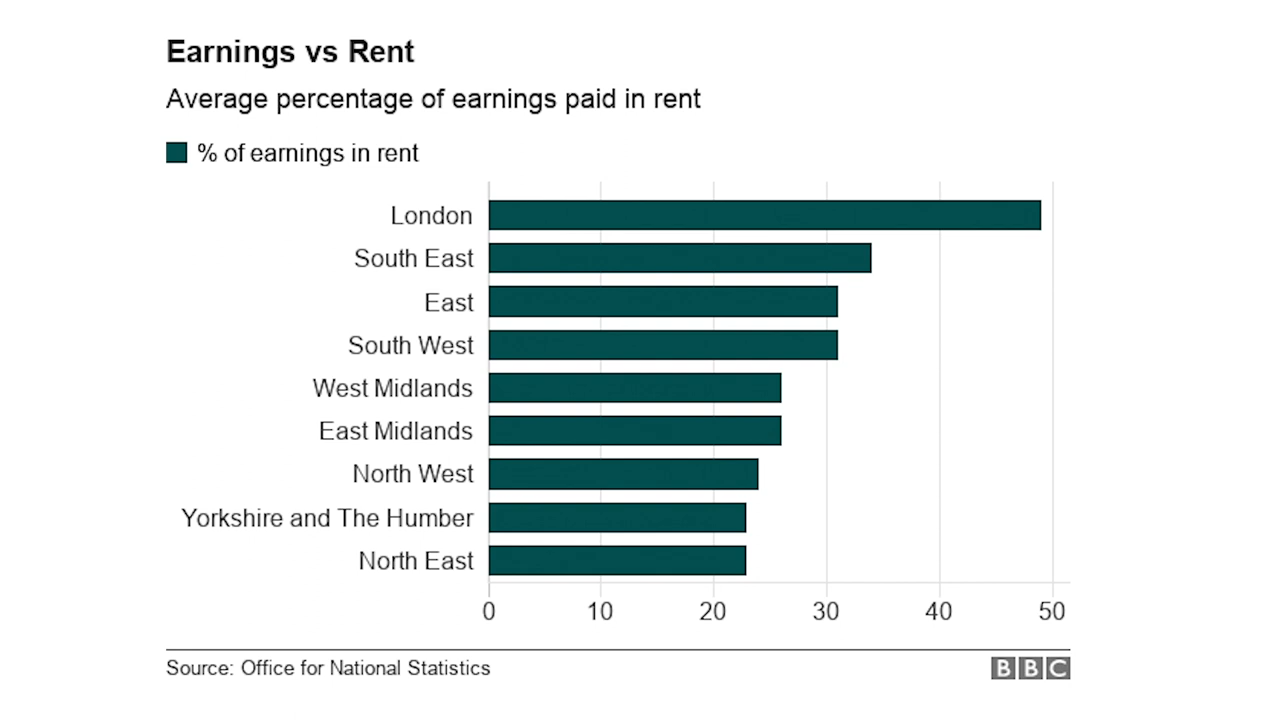 Earnings vs Rent
Average percentage of earnings paid in rent
% of earnings in rent
London
South East
East
South West
West Midlands
East Midlands
North West
Yorkshire and The Humber
North East
0 10 20 30 40 50
Source: Office for National Statistics
BBC